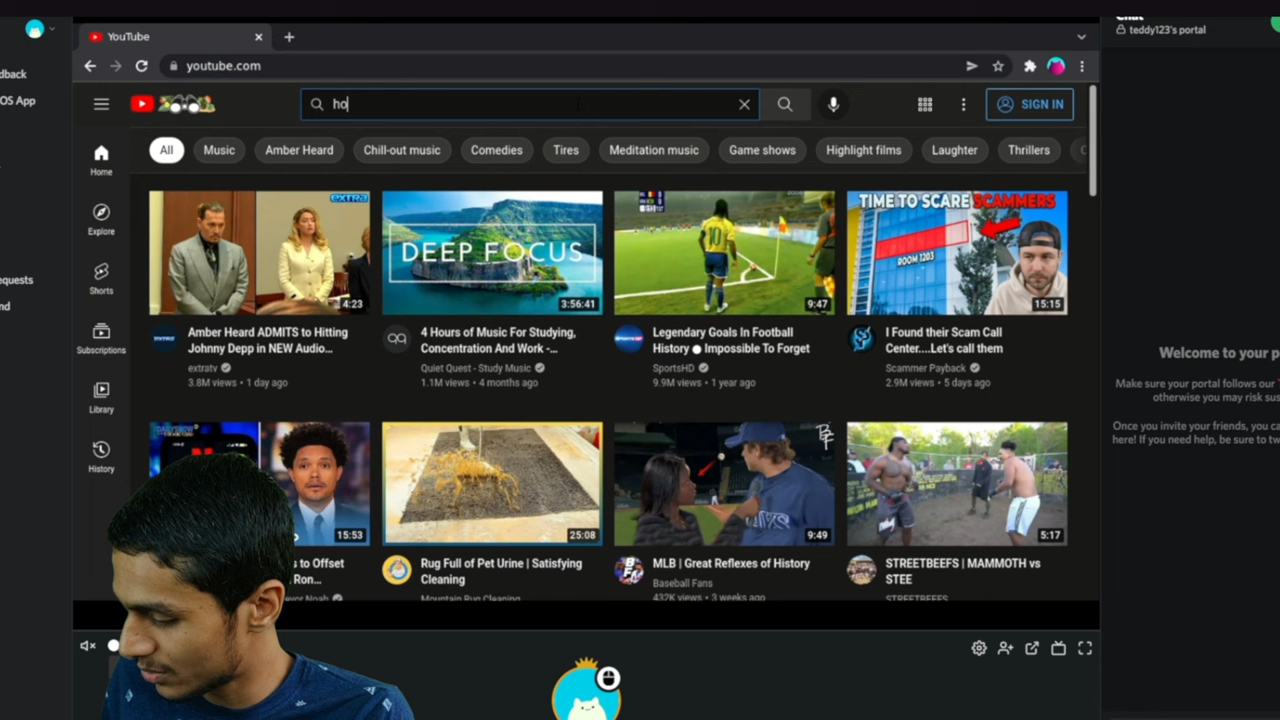 Chat
teddy123's portal
YouTube
dback
youtube.com
OS App
ho
SIGN IN
All
Music
Amber Heard
Chill-out music
Comedies
Tires
Meditation music
Game shows
Highlight films
Laughter
Thrillers
Home
Explore
Shorts
Subscriptions
Library
History
equests
nd
extra
4:23
DEEP FOCUS
3:56:41
10
9:47
TIME TO SCARE SCAMMERS
ROOM 1203
15:15
Amber Heard ADMITS to Hitting
Johnny Depp in NEW Audio...
extratv
3.8M views • 1 day ago
4 Hours of Music For Studying,
Concentration And Work -...
Quiet Quest - Study Music
1.1M views • 4 months ago
Legendary Goals In Football
History ● Impossible To Forget
SportsHD
9.9M views • 1 year ago
I Found their Scam Call
Center....Let's call them
Scammer Payback
2.9M views • 5 days ago
Welcome to your p
Make sure your portal follows our
otherwise you may risk sus
Once you invite your friends, you ca
here! If you need help, be sure to tw
15:53
25:08
9:49
5:17
s to Offset
Ron...
evor Noah
Rug Full of Pet Urine | Satisfying
Cleaning
Mountain Rug Cleaning
MLB | Great Reflexes of History
Baseball Fans
432K views • 3 weeks ago
STREETBEEFS | MAMMOTH vs
STEE
STREETBEEFS